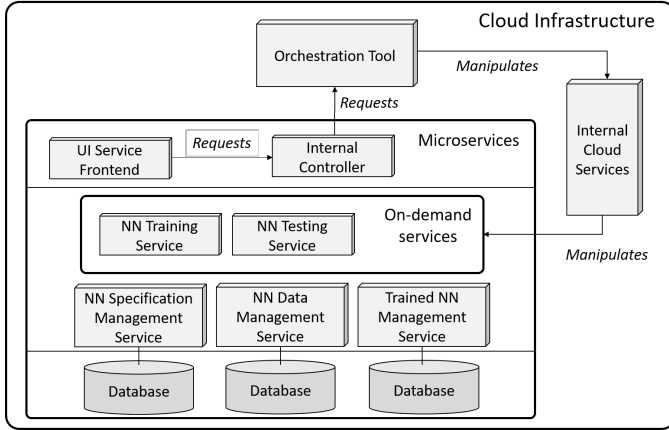 Cloud Infrastructure
Orchestration Tool
Manipulates
Requests
Internal
Cloud
Services
Microservices
UI Service
Frontend
Requests
Internal
Controller
On-demand
services
NN Training
Service
NN Testing
Service
Manipulates
NN Specification
Management
Service
NN Data
Management
Service
Trained NN
Management
Service
Database
Database
Database